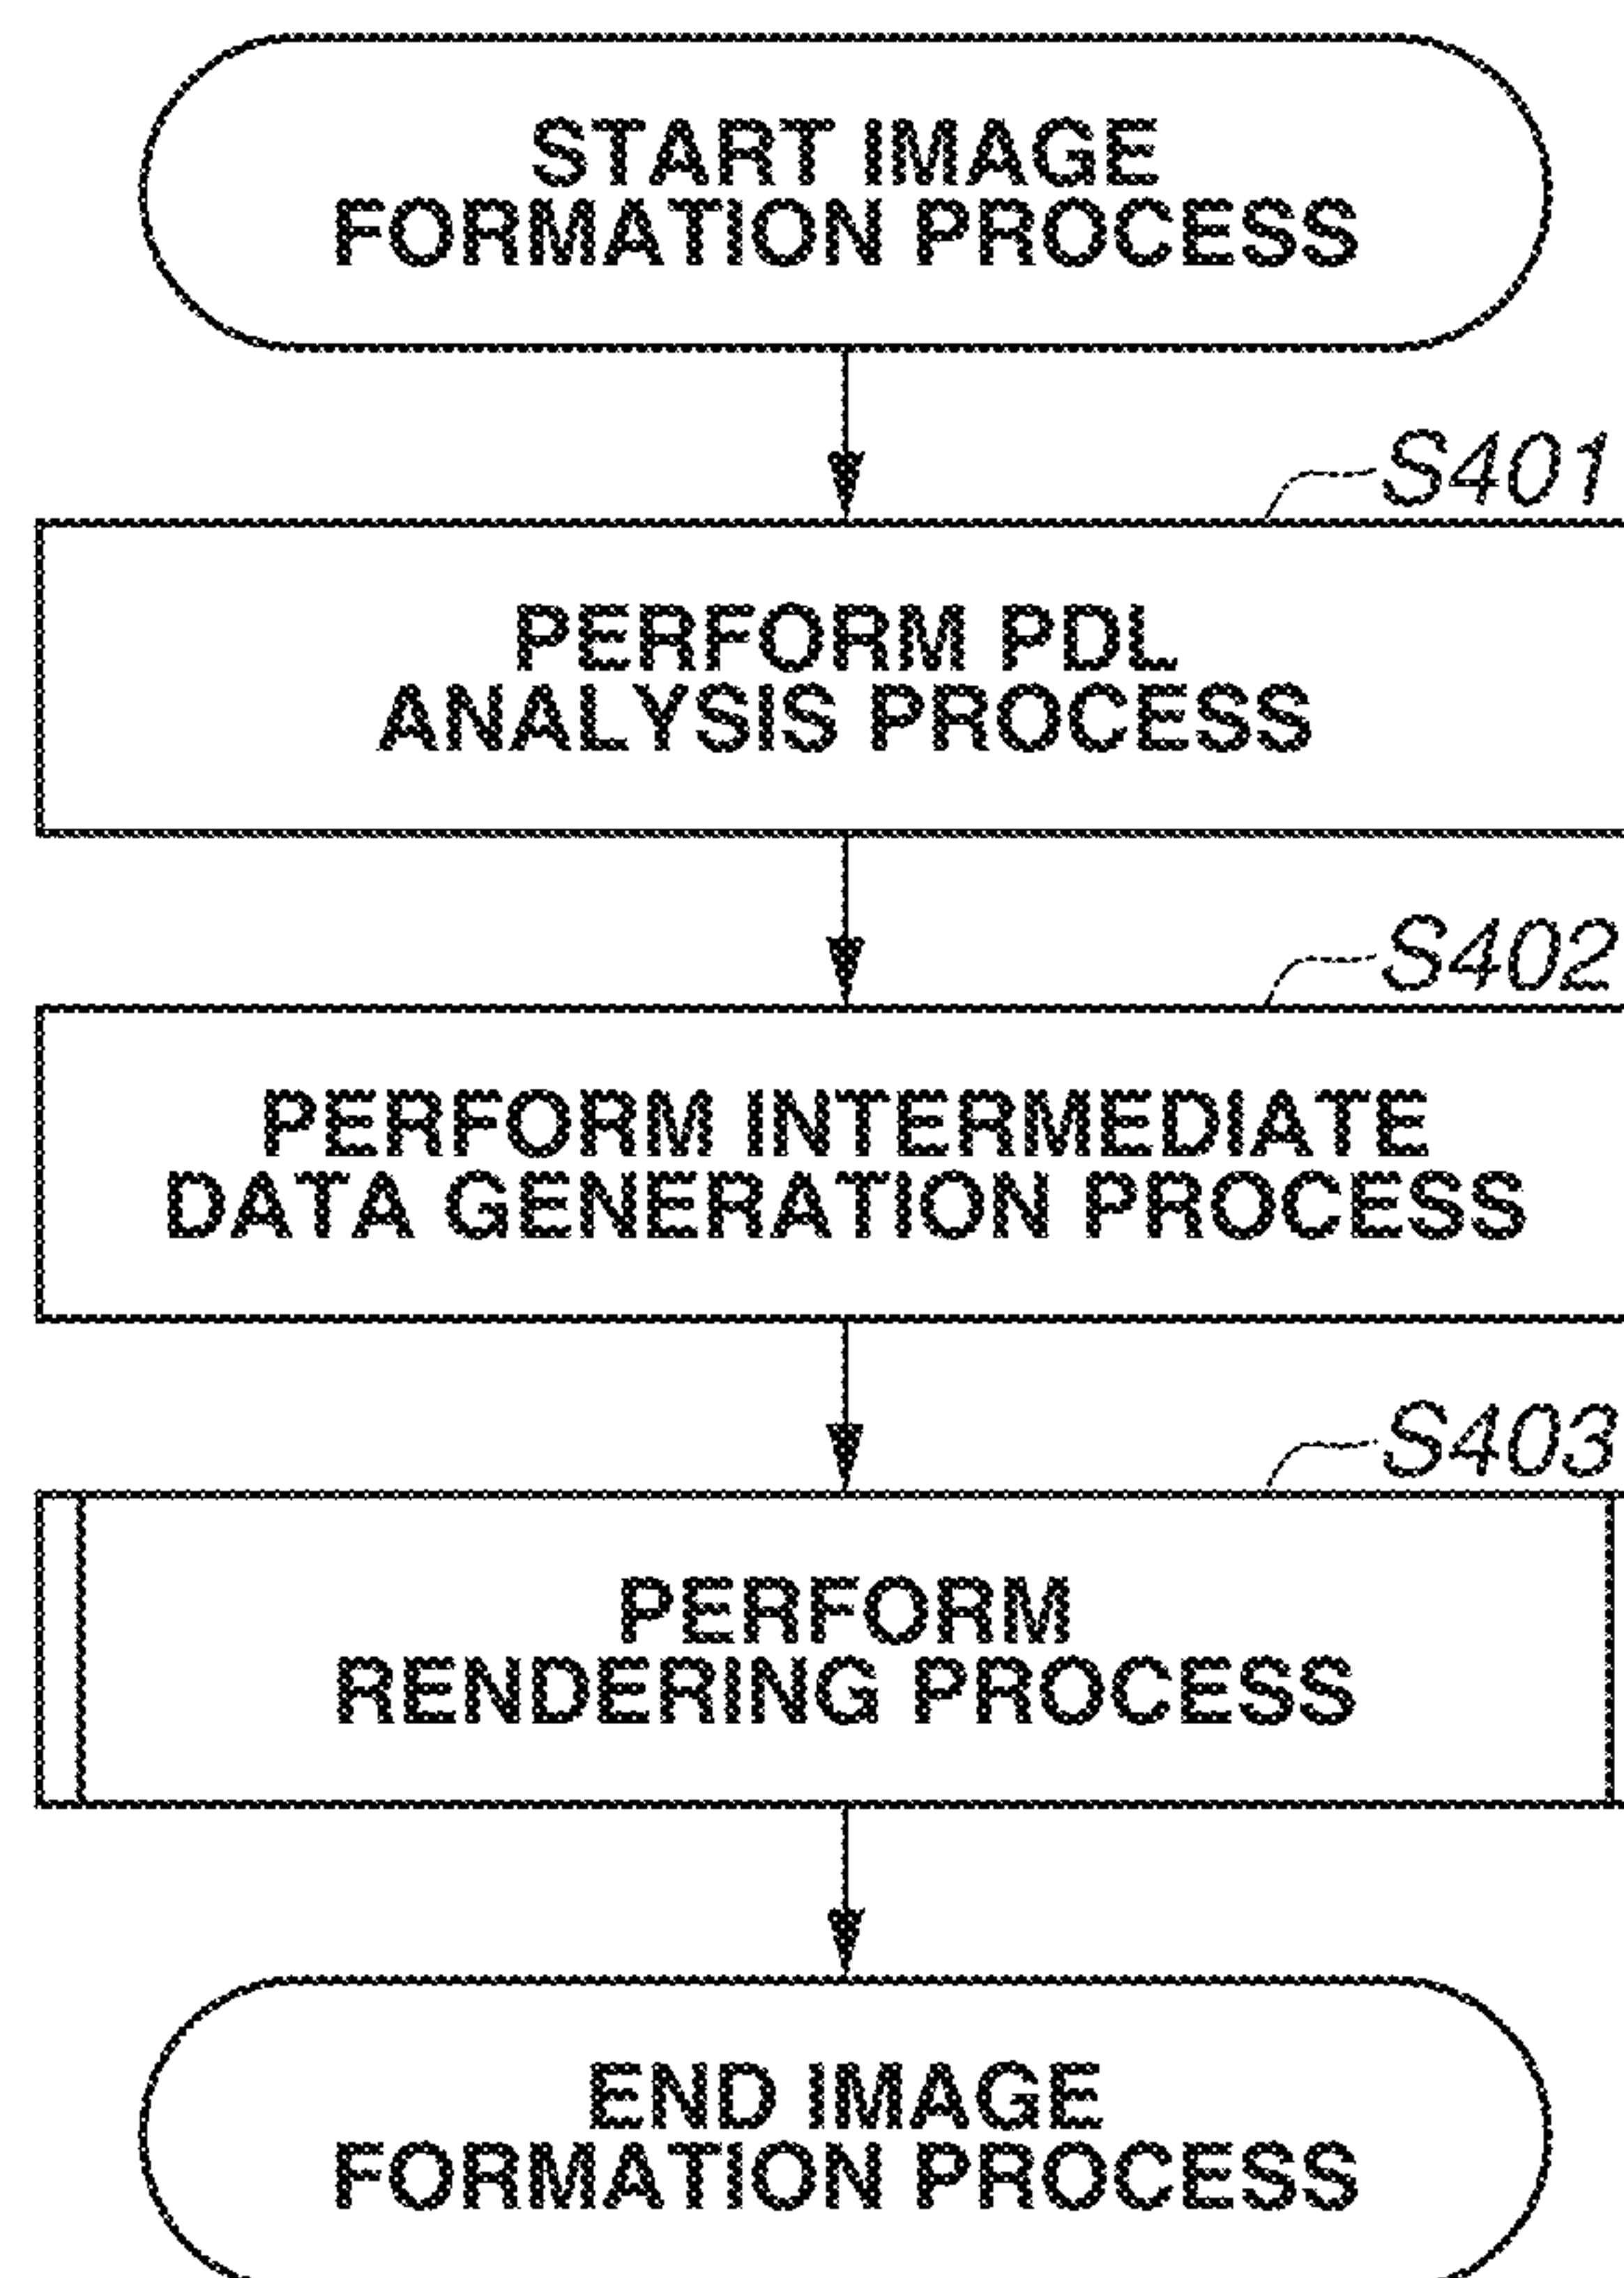 START IMAGE
FORMATION PROCESS
S401
PERFORM PDL
ANALYSIS PROCESS
S402
PERFORM INTERMEDIATE
DATA GENERATION PROCESS
S403
PERFORM
RENDERING PROCESS
END IMAGE
FORMATION PROCESS